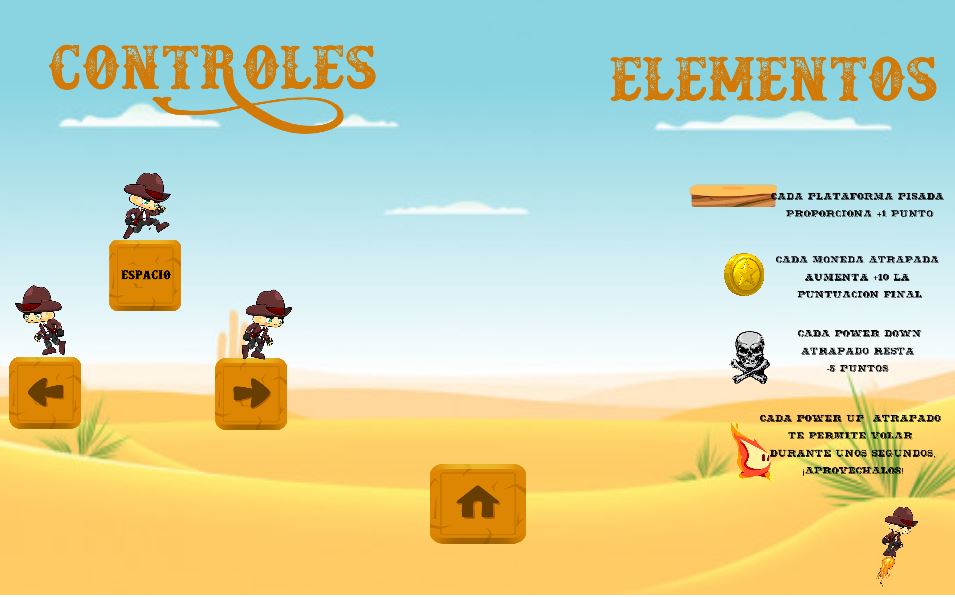 CONTROLES
ESPACIO
ELEMENTOS
CADA PLATAFORMA PISADA
PROPORCIONA +1 PUNTO
CADA MONEDA ATRAPADA
AUMENTA +10 LA
PUNTUACION FINAL
CADA POWER DOWN
ATRAPADO RESTA
-5 PUNTOS
CADA POWER UP ATRAPADO
TE PERMITE VOLAR
DURANTE UNOS SEGUNDOS,
¡APROVECHALOS!